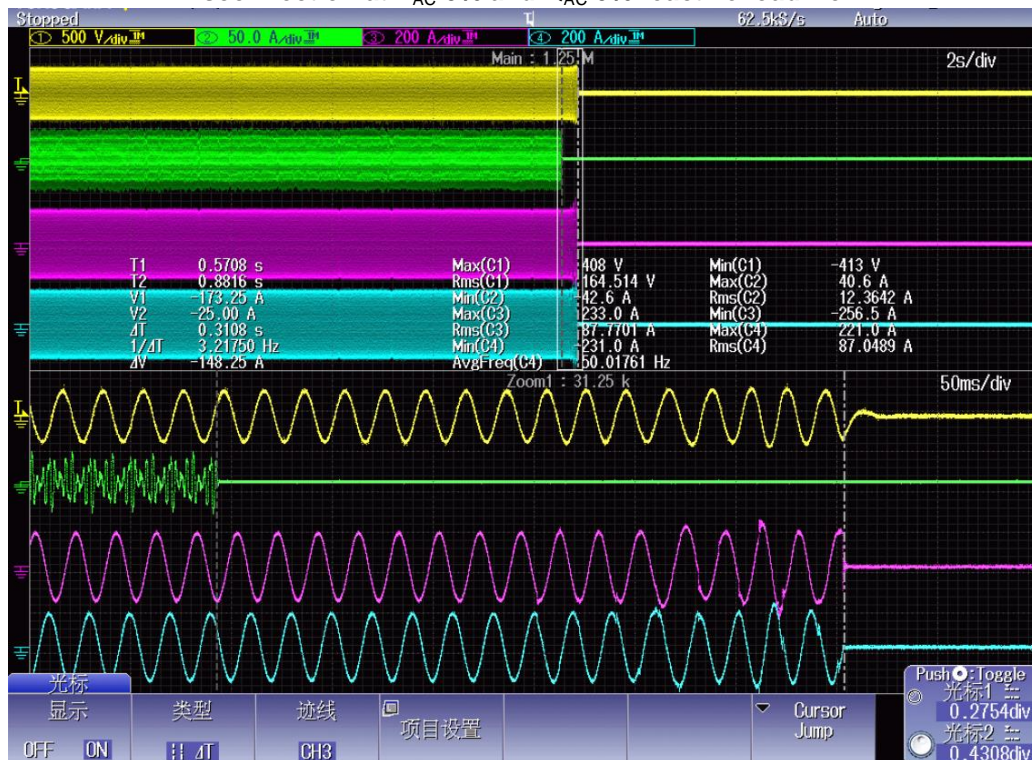 Stopped 62.5kS/s Auto
① 500 V/div 1M ② 50.0 A/div 1M ③ 200 A/div 1M ④ 200 A/div 1M
Main : 1.25 M 2s/div
T1 0.5708 s Max(C1) 408 V Min(C1) -413 V
T2 0.8816 s Rms(C1) 164.514 V Max(C2) 40.6 A
V1 -173.25 A Min(C2) -42.6 A Rms(C2) 12.3642 A
V2 -25.00 A Max(C3) 233.0 A Min(C3) -256.5 A
ΔT 0.3108 s Rms(C3) 87.7701 A Max(C4) 221.0 A
1/ΔT 3.21750 Hz Min(C4) -231.0 A Rms(C4) 87.0489 A
ΔV -148.25 A AvgFreq(C4) 50.01761 Hz
Zoom1 : 31.25 k 50ms/div
光标
显示 类型 迹线 项目设置 Cursor Jump
OFF ON ΔT CH3
Push :Toggle
光标1
0.2754div
光标2
0.4308div